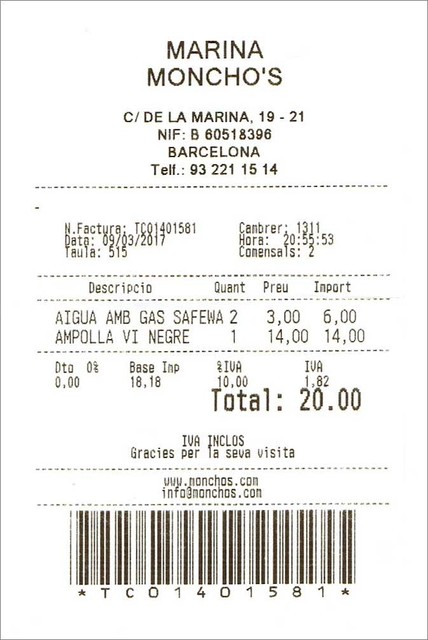 MARINA
MONCHO'S
C/ DE LA MARINA, 19 - 21
NIF: B 60518396
BARCELONA
Telf.: 93 221 15 14
N.Factura: TC01401581 Cambrer: 1311
Data: 09/03/2017 Hora: 20:55:53
Taula: 515 Comensals: 2
Descripcio Quant Preu Import
AIGUA AMB GAS SAFEWA 2 3,00 6,00
AMPOLLA VI NEGRE 1 14,00 14,00
Dto 0% Base Imp %IVA IVA
0,00 18,18 10,00 1,82
Total: 20.00
IVA INCLOS
Gracies per la seva visita
www.monchos.com
info@monchos.com
*TC01401581*